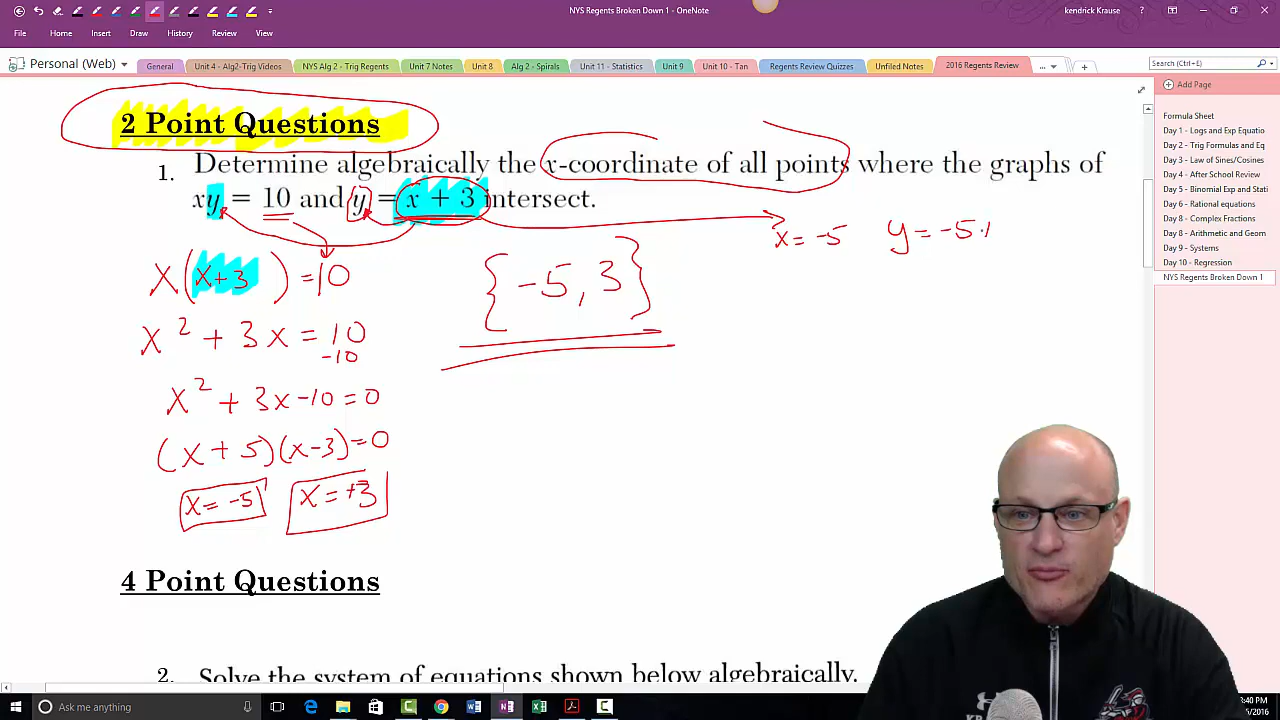 NYS Regents Broken Down 1 - OneNote
kendrick Krause
?
File Home Insert Draw History Review View
Personal (Web)
General
Unit 4 - Alg2-Trig Videos
NYS Alg 2 - Trig Regents
Unit 7 Notes
Unit 8
Alg 2 - Spirals
Unit 11 - Statistics
Unit 9
Unit 10 - Tan
Regents Review Quizzes
Unfiled Notes
2016 Regents Review
...
Search (Ctrl+E)
Add Page
Formula Sheet
Day 1 - Logs and Exp Equatio
Day 2 - Trig Formulas and Eq
Day 3 - Law of Sines/Cosines
Day 4 - After School Review
Day 5 - Binomial Exp and Stati
Day 6 - Rational equations
Day 8 - Complex Fractions
Day 8 - Arithmetic and Geom
Day 9 - Systems
Day 10 - Regression
NYS Regents Broken Down 1
2 Point Questions
1. Determine algebraically the x-coordinate of all points where the graphs of
xy = 10 and y = x + 3 intersect.
x = -5 y = -5 ·
x(x+3) = 10
{-5, 3}
x² + 3x = 10
-10
x² + 3x - 10 = 0
(x + 5)(x - 3) = 0
x = -5 x = +3
4 Point Questions
2. Solve the system of equations shown below algebraically.
Ask me anything
:40 PM
/6/2016